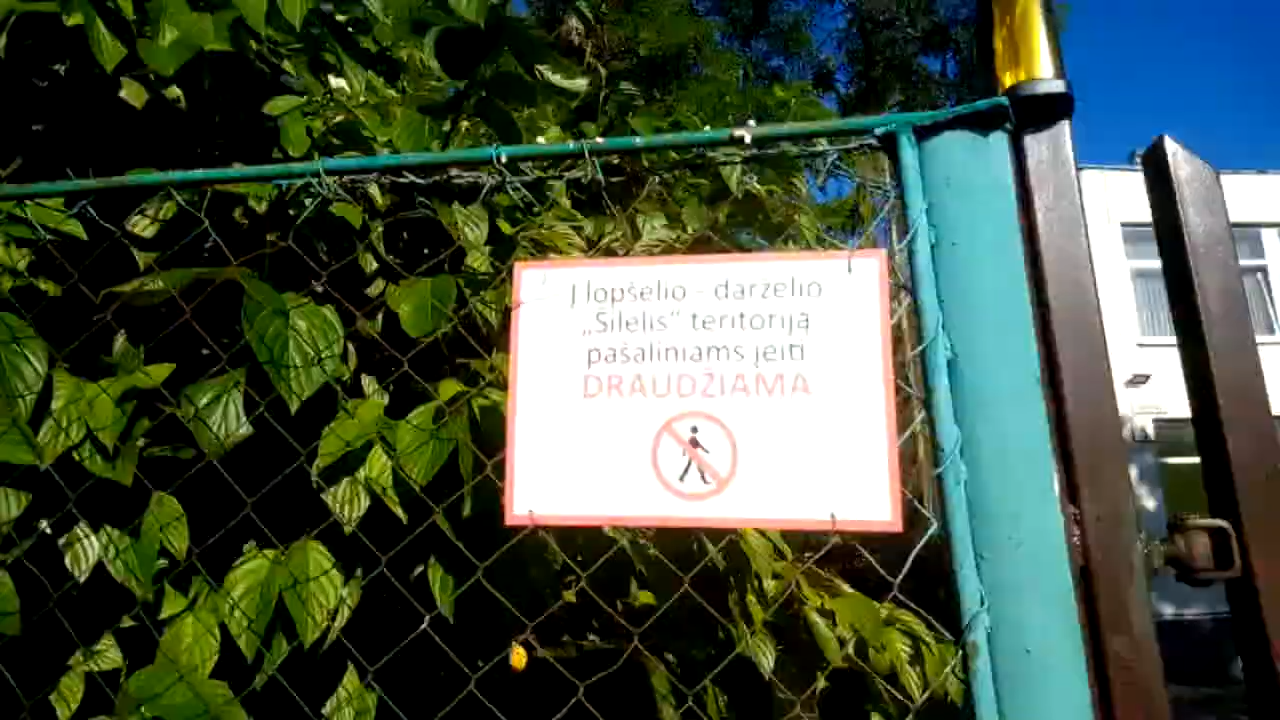 Į lopšelio - darželio
„Šilelis“ teritoriją
pašaliniams įeiti
DRAUDŽIAMA